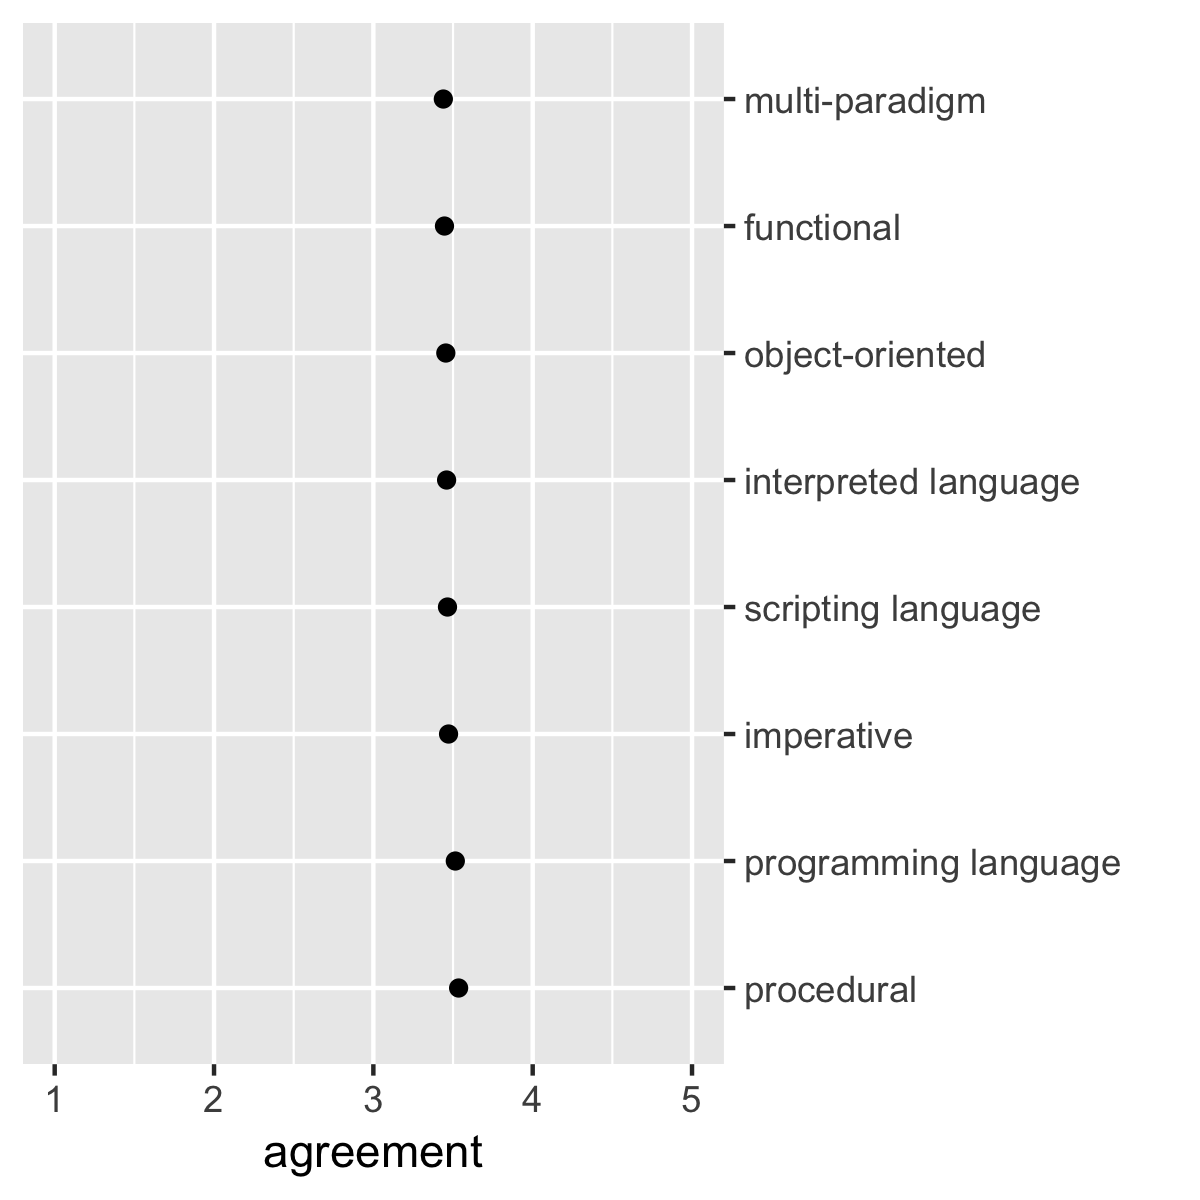 multi-paradigm
functional
object-oriented
interpreted language
scripting language
imperative
programming language
procedural
1 2 3 4 5
agreement